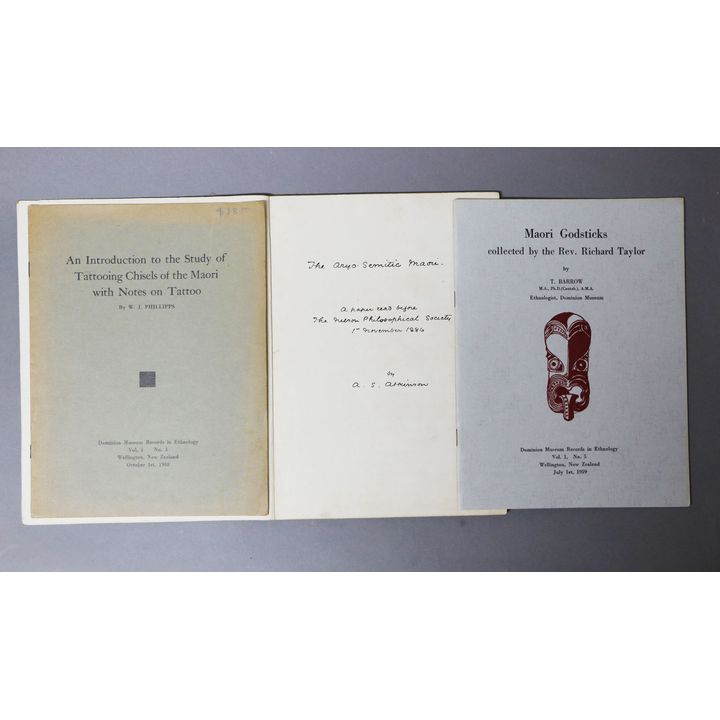 An Introduction to the Study of
Tattooing Chisels of the Maori
with Notes on Tattoo
By W. J. PHILLIPPS
Dominion Museum Records in Ethnology
Vol. 1 No. 3
Wellington, New Zealand
October 1st, 1948
The Aryo-Semitic Maori.
A paper read before
The Nelson Philosophical Society
1st November 1886
by
A. S. Atkinson
Maori Godsticks
collected by the Rev. Richard Taylor
by
T. BARROW
M.A., Ph.D.(Cantab.), A.M.A.
Ethnologist, Dominion Museum
Dominion Museum Records in Ethnology
Vol. 1, No. 5
Wellington, New Zealand
July 1st, 1959